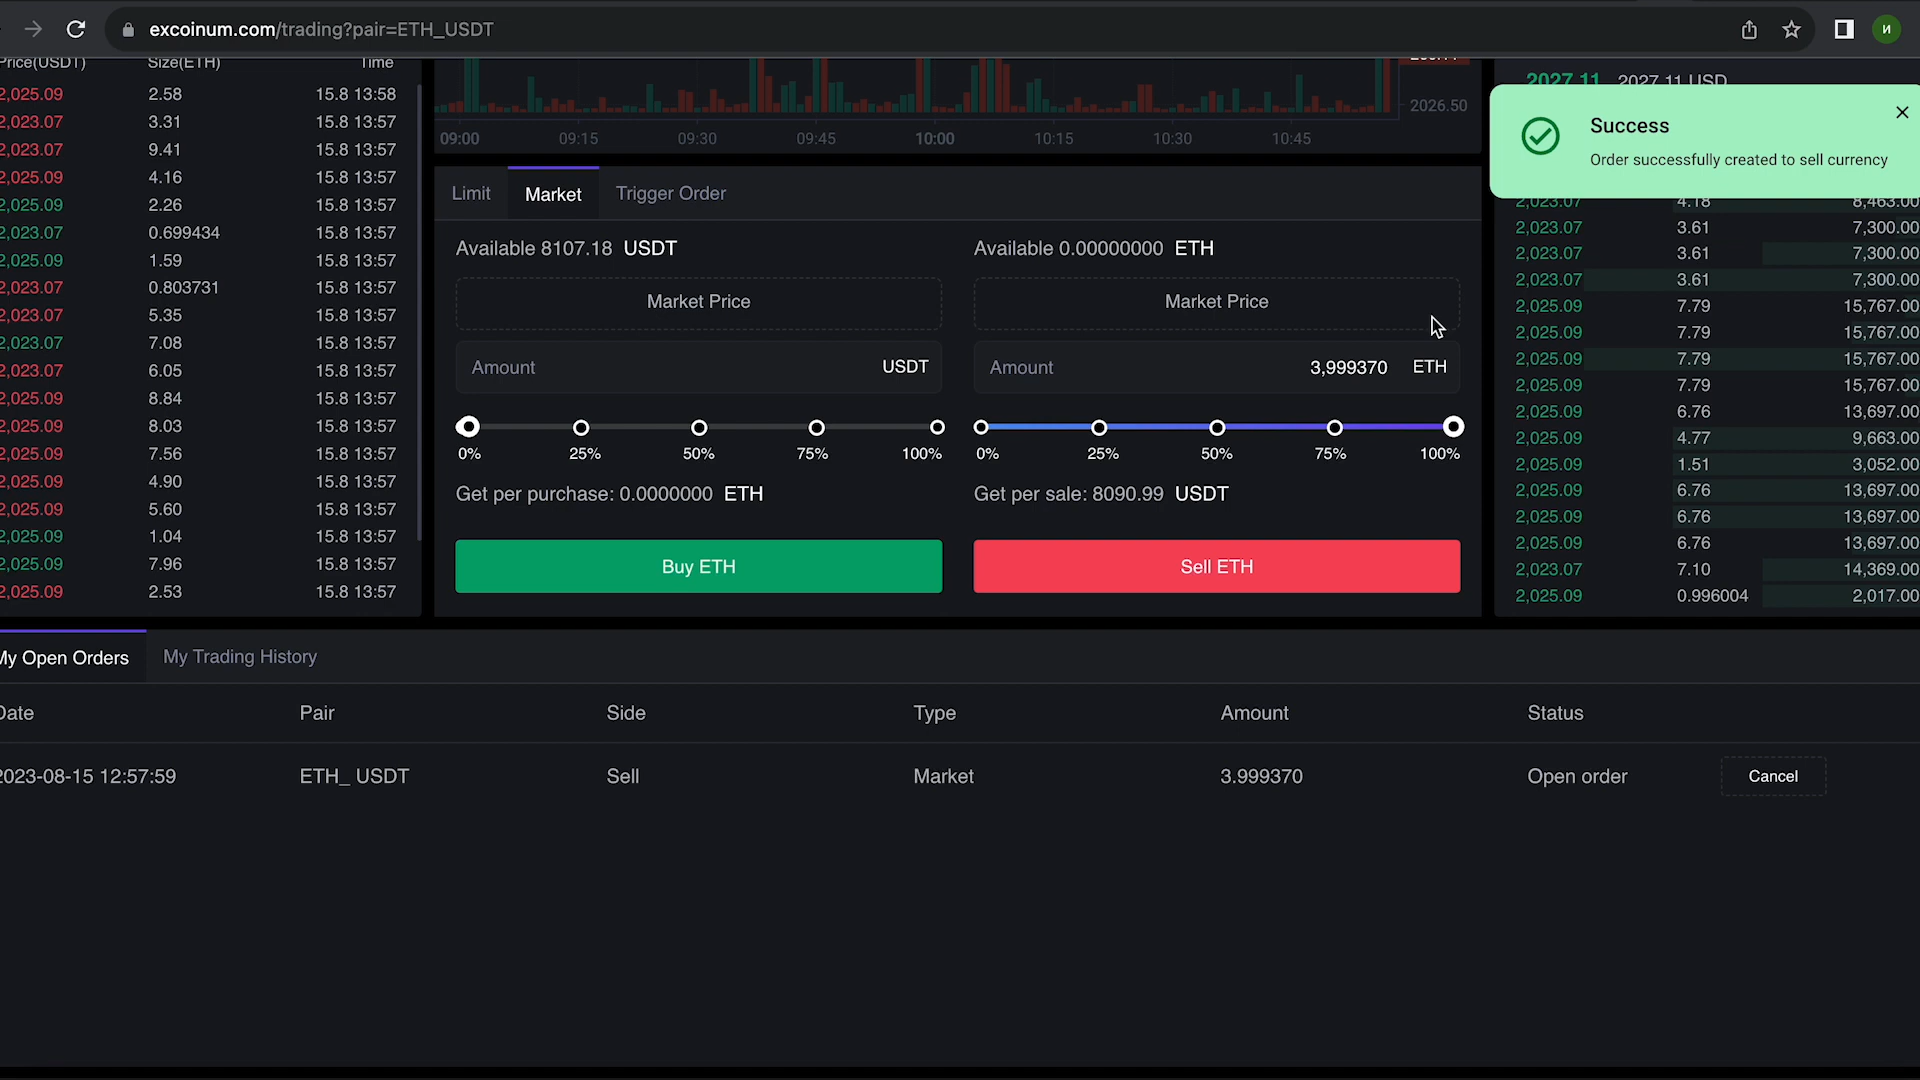 excoinum.com/trading?pair=ETH_USDT
И
Price(USDT) Size(ETH) Time
2,025.09 2.58 15.8 13:58
2,023.07 3.31 15.8 13:57
2,023.07 9.41 15.8 13:57
2,025.09 4.16 15.8 13:57
2,025.09 2.26 15.8 13:57
2,023.07 0.699434 15.8 13:57
2,025.09 1.59 15.8 13:57
2,023.07 0.803731 15.8 13:57
2,025.09 5.35 15.8 13:57
2,023.07 7.08 15.8 13:57
2,023.07 6.05 15.8 13:57
2,025.09 8.84 15.8 13:57
2,025.09 8.03 15.8 13:57
2,025.09 7.56 15.8 13:57
2,025.09 4.90 15.8 13:57
2,025.09 5.60 15.8 13:57
2,025.09 1.04 15.8 13:57
2,025.09 7.96 15.8 13:57
2,025.09 2.53 15.8 13:57
2026.50
09:00 09:15 09:30 09:45 10:00 10:15 10:30 10:45
Limit Market Trigger Order
Available 8107.18 USDT
Market Price
Amount USDT
0% 25% 50% 75% 100%
Get per purchase: 0.0000000 ETH
Buy ETH
Available 0.00000000 ETH
Market Price
Amount 3,999370 ETH
0% 25% 50% 75% 100%
Get per sale: 8090.99 USDT
Sell ETH
2027.11 2027.11 USD
Success
Order successfully created to sell currency
2,023.07 4.18 8,463.00
2,023.07 3.61 7,300.00
2,023.07 3.61 7,300.00
2,023.07 3.61 7,300.00
2,025.09 7.79 15,767.00
2,025.09 7.79 15,767.00
2,025.09 7.79 15,767.00
2,025.09 7.79 15,767.00
2,025.09 6.76 13,697.00
2,025.09 4.77 9,663.00
2,025.09 1.51 3,052.00
2,025.09 6.76 13,697.00
2,025.09 6.76 13,697.00
2,025.09 6.76 13,697.00
2,023.07 7.10 14,369.00
2,025.09 0.996004 2,017.00
My Open Orders My Trading History
Date Pair Side Type Amount Status
2023-08-15 12:57:59 ETH_ USDT Sell Market 3.999370 Open order Cancel